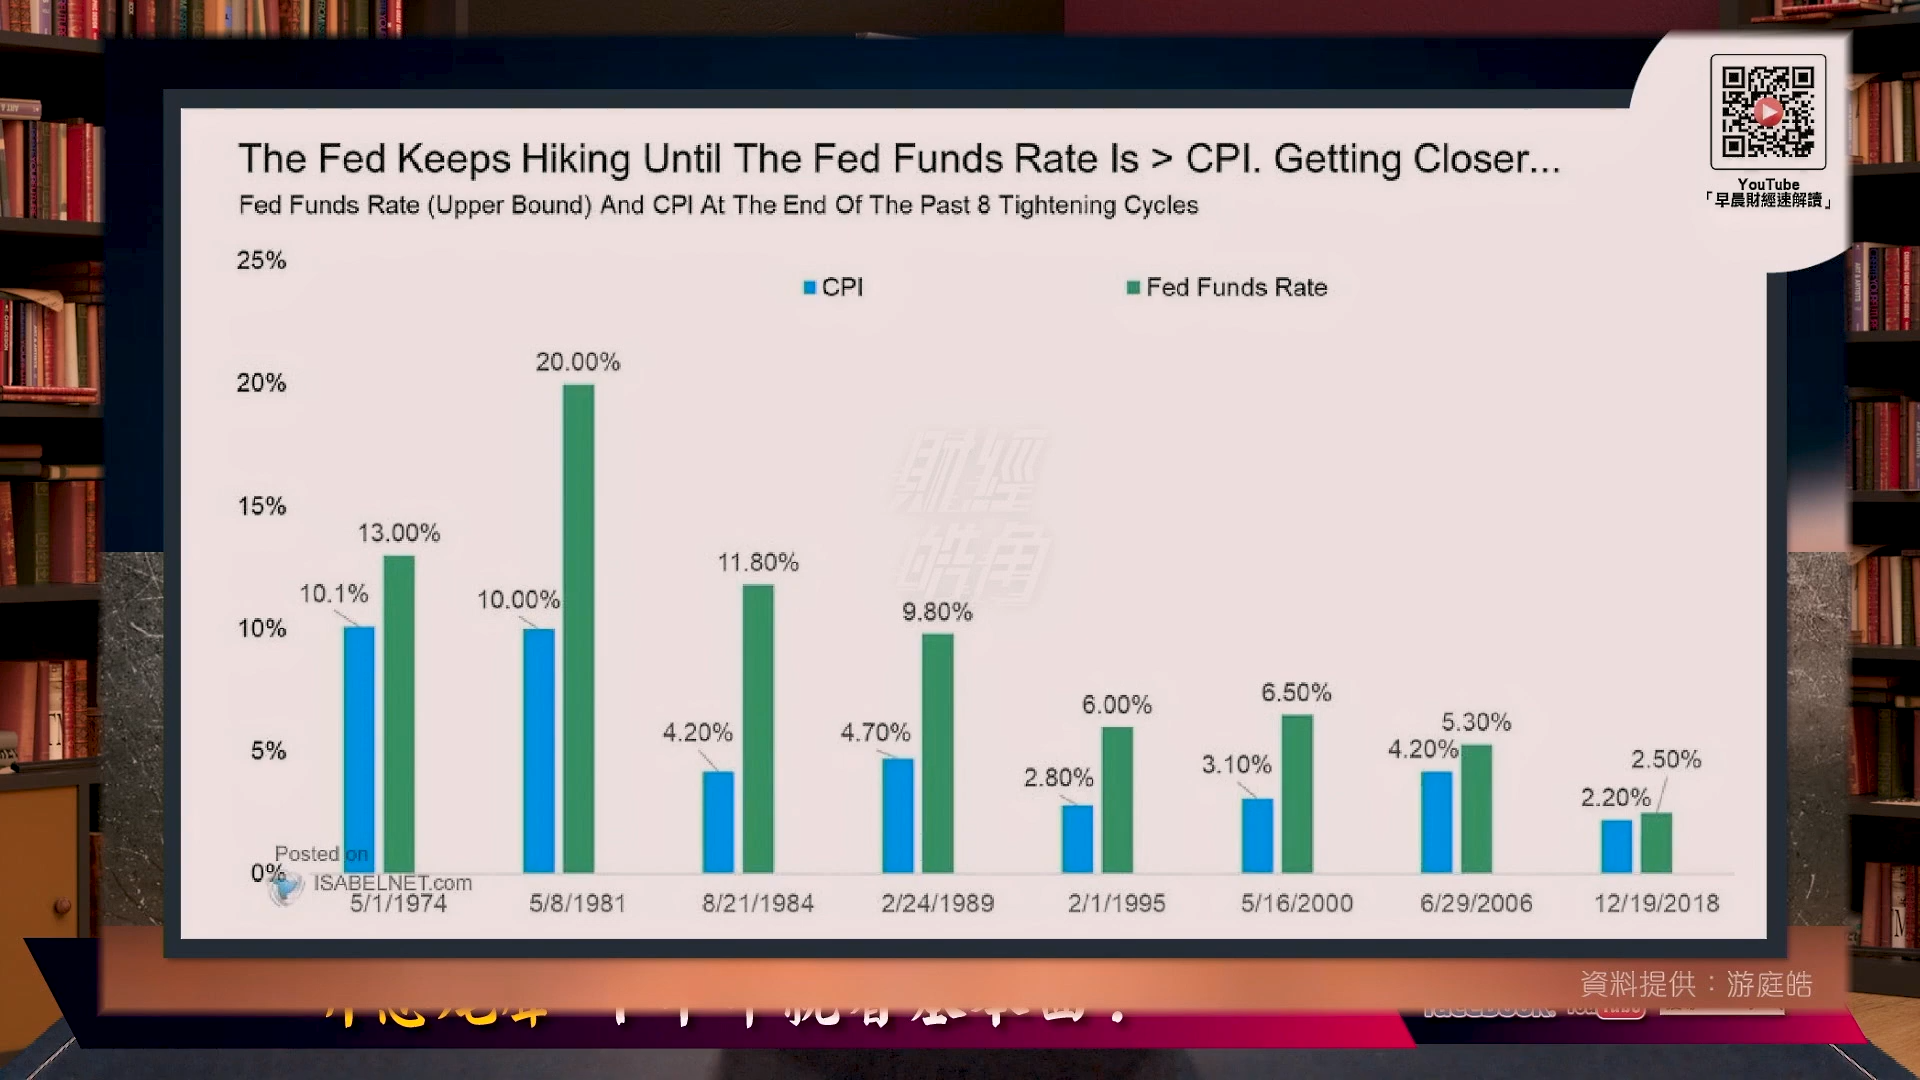 The Fed Keeps Hiking Until The Fed Funds Rate Is > CPI. Getting Closer...
Fed Funds Rate (Upper Bound) And CPI At The End Of The Past 8 Tightening Cycles
YouTube
「早晨財經速解讀」
25%
20%
15%
10%
5%
0%
CPI
Fed Funds Rate
10.1%
13.00%
10.00%
20.00%
4.20%
11.80%
4.70%
9.80%
2.80%
6.00%
3.10%
6.50%
4.20%
5.30%
2.20%
2.50%
財經
皓角
Posted on
ISABELNET.com
5/1/1974
5/8/1981
8/21/1984
2/24/1989
2/1/1995
5/16/2000
6/29/2006
12/19/2018
資料提供：游庭皓